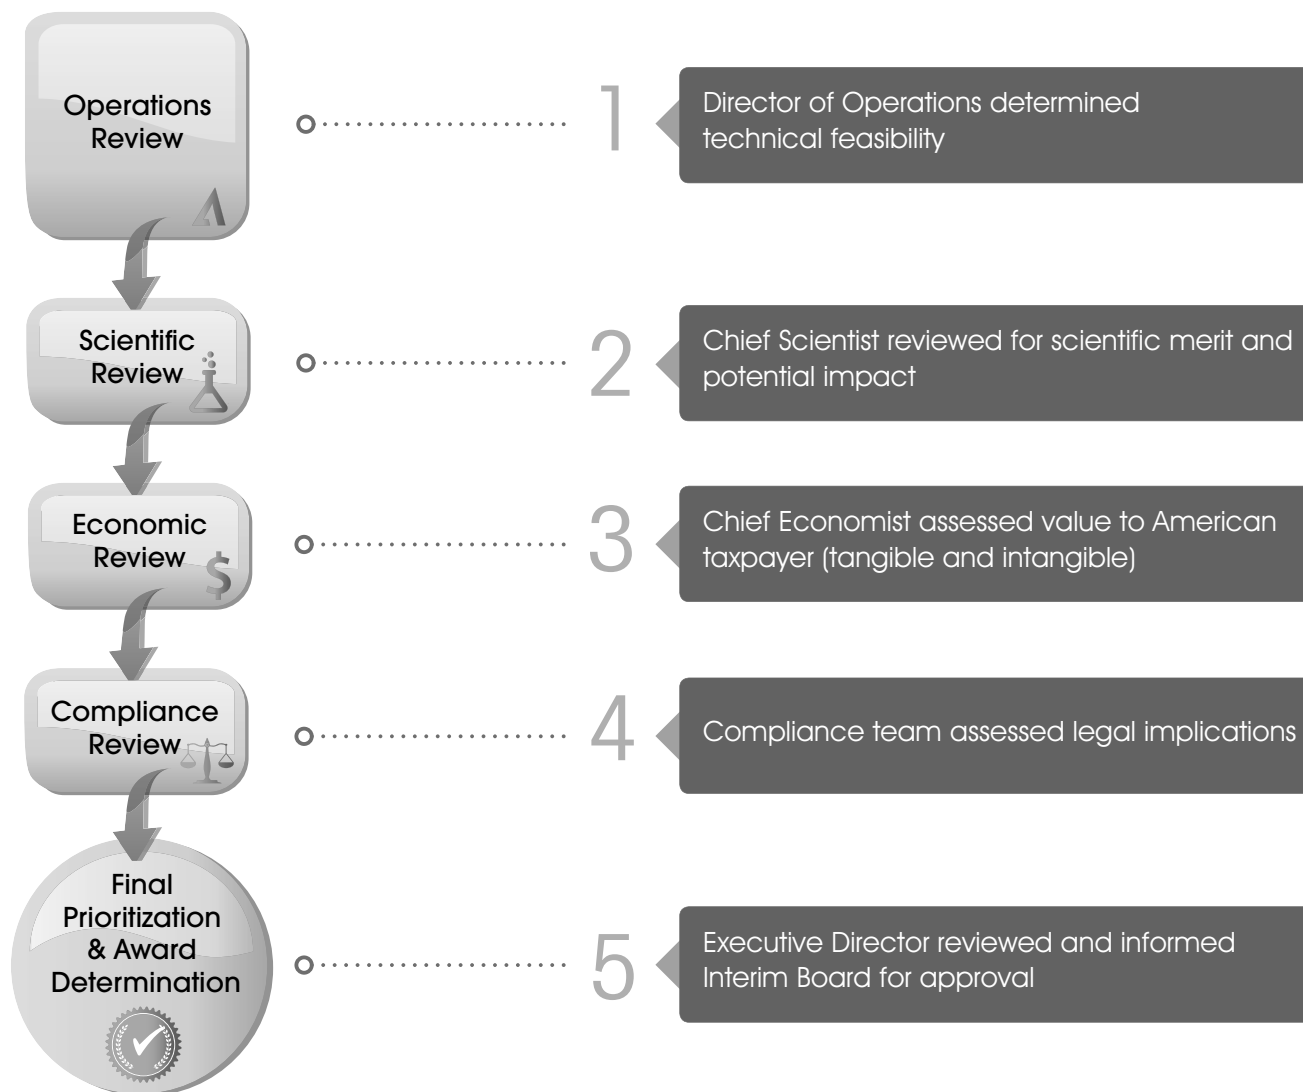 Operations
Review
1
Director of Operations determined
technical feasibility
Scientific
Review
2
Chief Scientist reviewed for scientific merit and
potential impact
Economic
Review
$
3
Chief Economist assessed value to American
taxpayer (tangible and intangible)
Compliance
Review
4
Compliance team assessed legal implications
Final
Prioritization
& Award
Determination
5
Executive Director reviewed and informed
Interim Board for approval